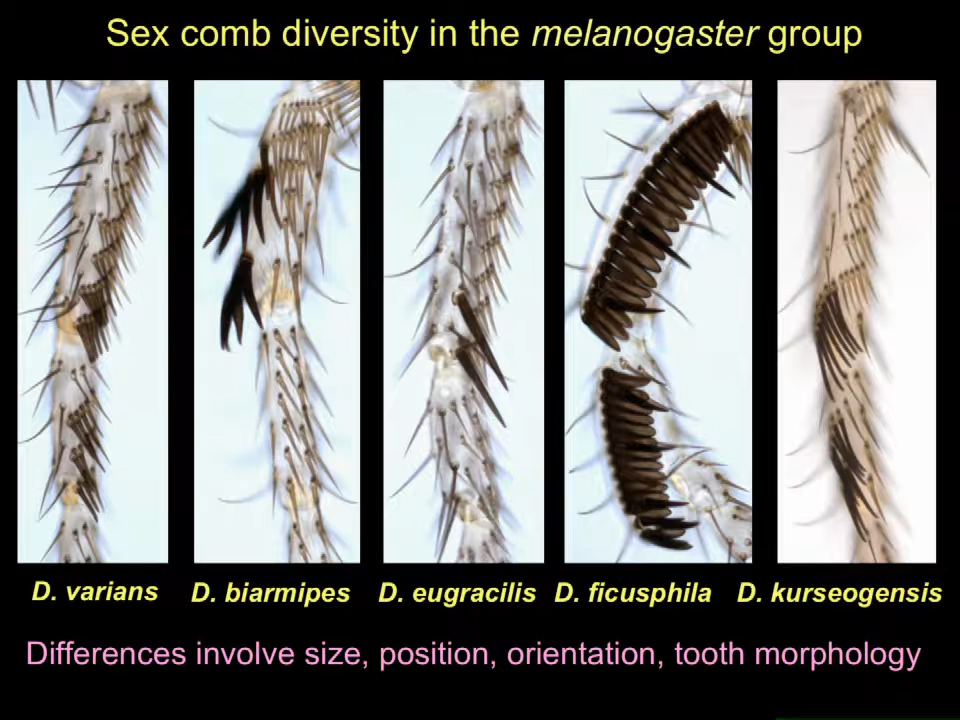 Sex comb diversity in the melanogaster group
D. varians D. biarmipes D. eugracilis D. ficusphila D. kurseogensis
Differences involve size, position, orientation, tooth morphology